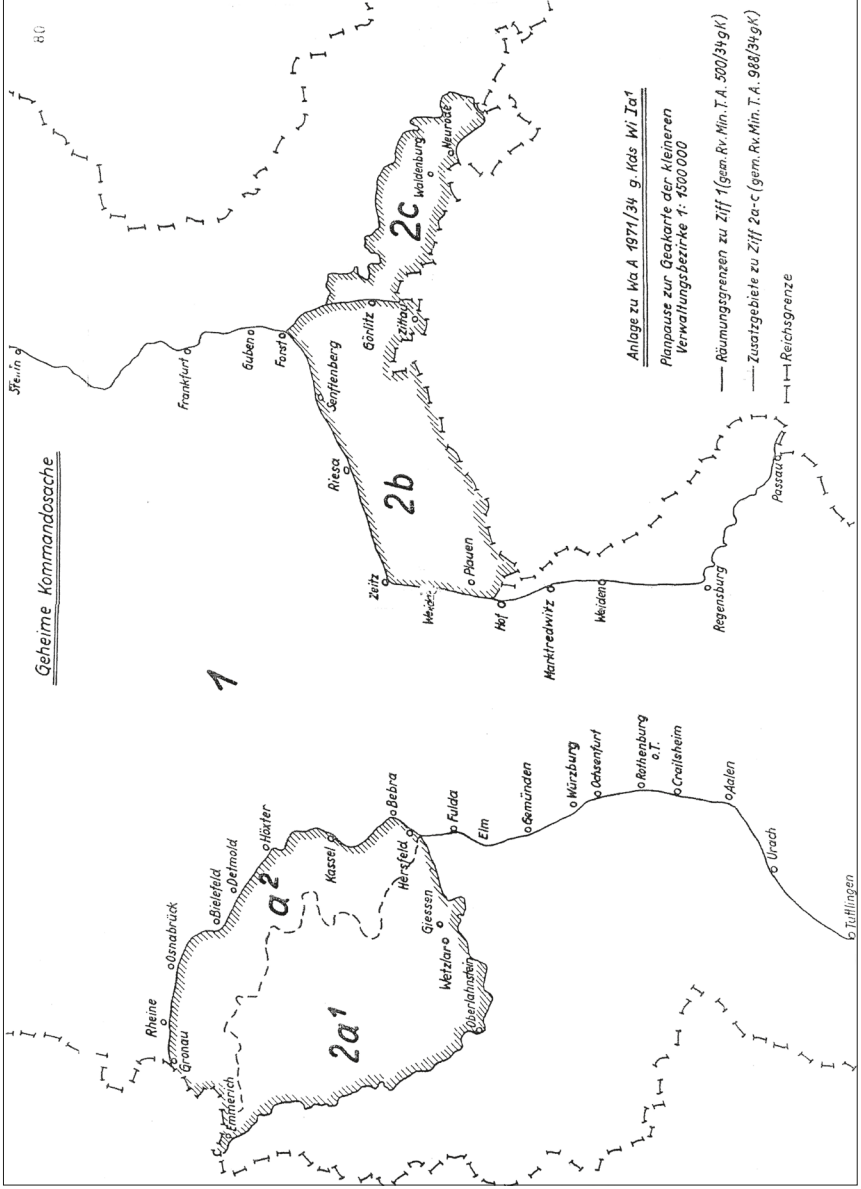 80
Geheime Kommandosache
Anlage zu Wa A 1971/34 g. Kds Wi Ia¹
Planpause zur Geakarte der kleineren
Verwaltungsbezirke 1:1500 000
Räumungsgrenzen zu Ziff 1 (gem. Rv. Min. T. A. 500/34 gK)
Zusatzgebiete zu Ziff 2a-c (gem. Rv. Min. T. A. 988/34 gK)
Reichsgrenze
1
2a¹
a²
2b
2c
Rheine
Gronau
Osnabrück
Bielefeld
Detmold
Höxter
Emmerich
Kassel
Bebra
Hersfeld
Giessen
Wetzlar
Oberlahnstein
Fulda
Elm
Gemünden
Würzburg
Ochsenfurt
Rothenburg
o.T.
Crailsheim
Aalen
Urach
Tuttlingen
Stettin
Frankfurt
Guben
Forst
Senftenberg
Riesa
Zeitz
Plauen
Hof
Marktredwitz
Weiden
Regensburg
Passau
Görlitz
Zittau
Waldenburg
Neurode